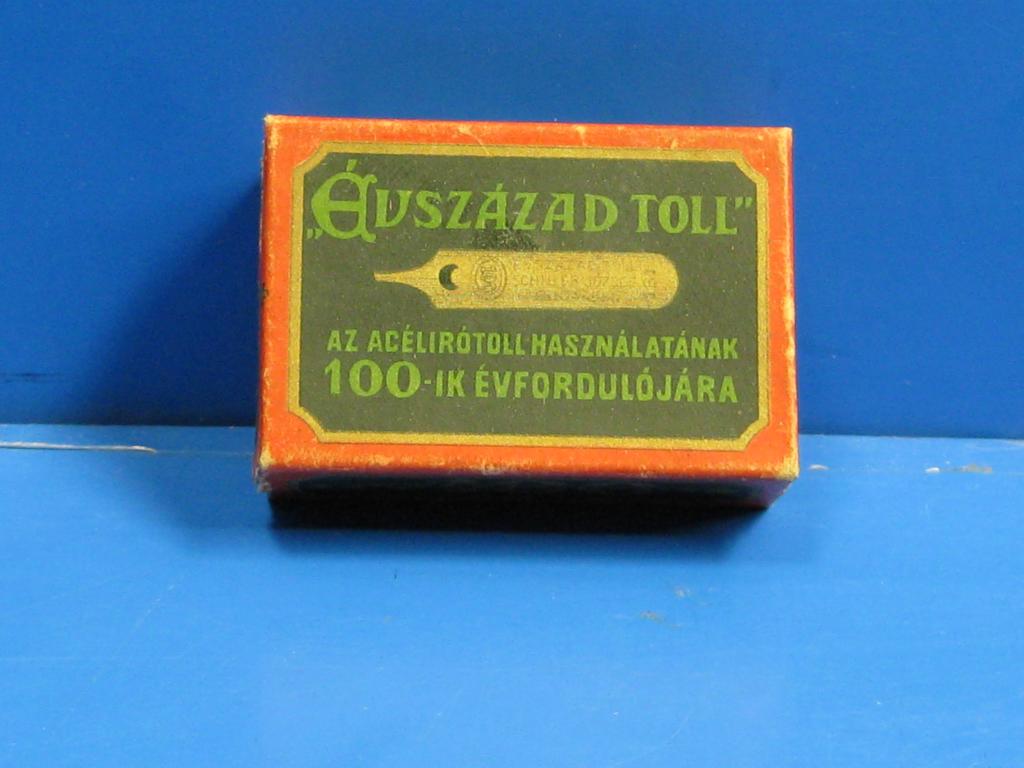 „ÉVSZÁZAD TOLL"
AZ ACÉLIRÓTOLL HASZNÁLATÁNAK
100-IK ÉVFORDULÓJÁRA